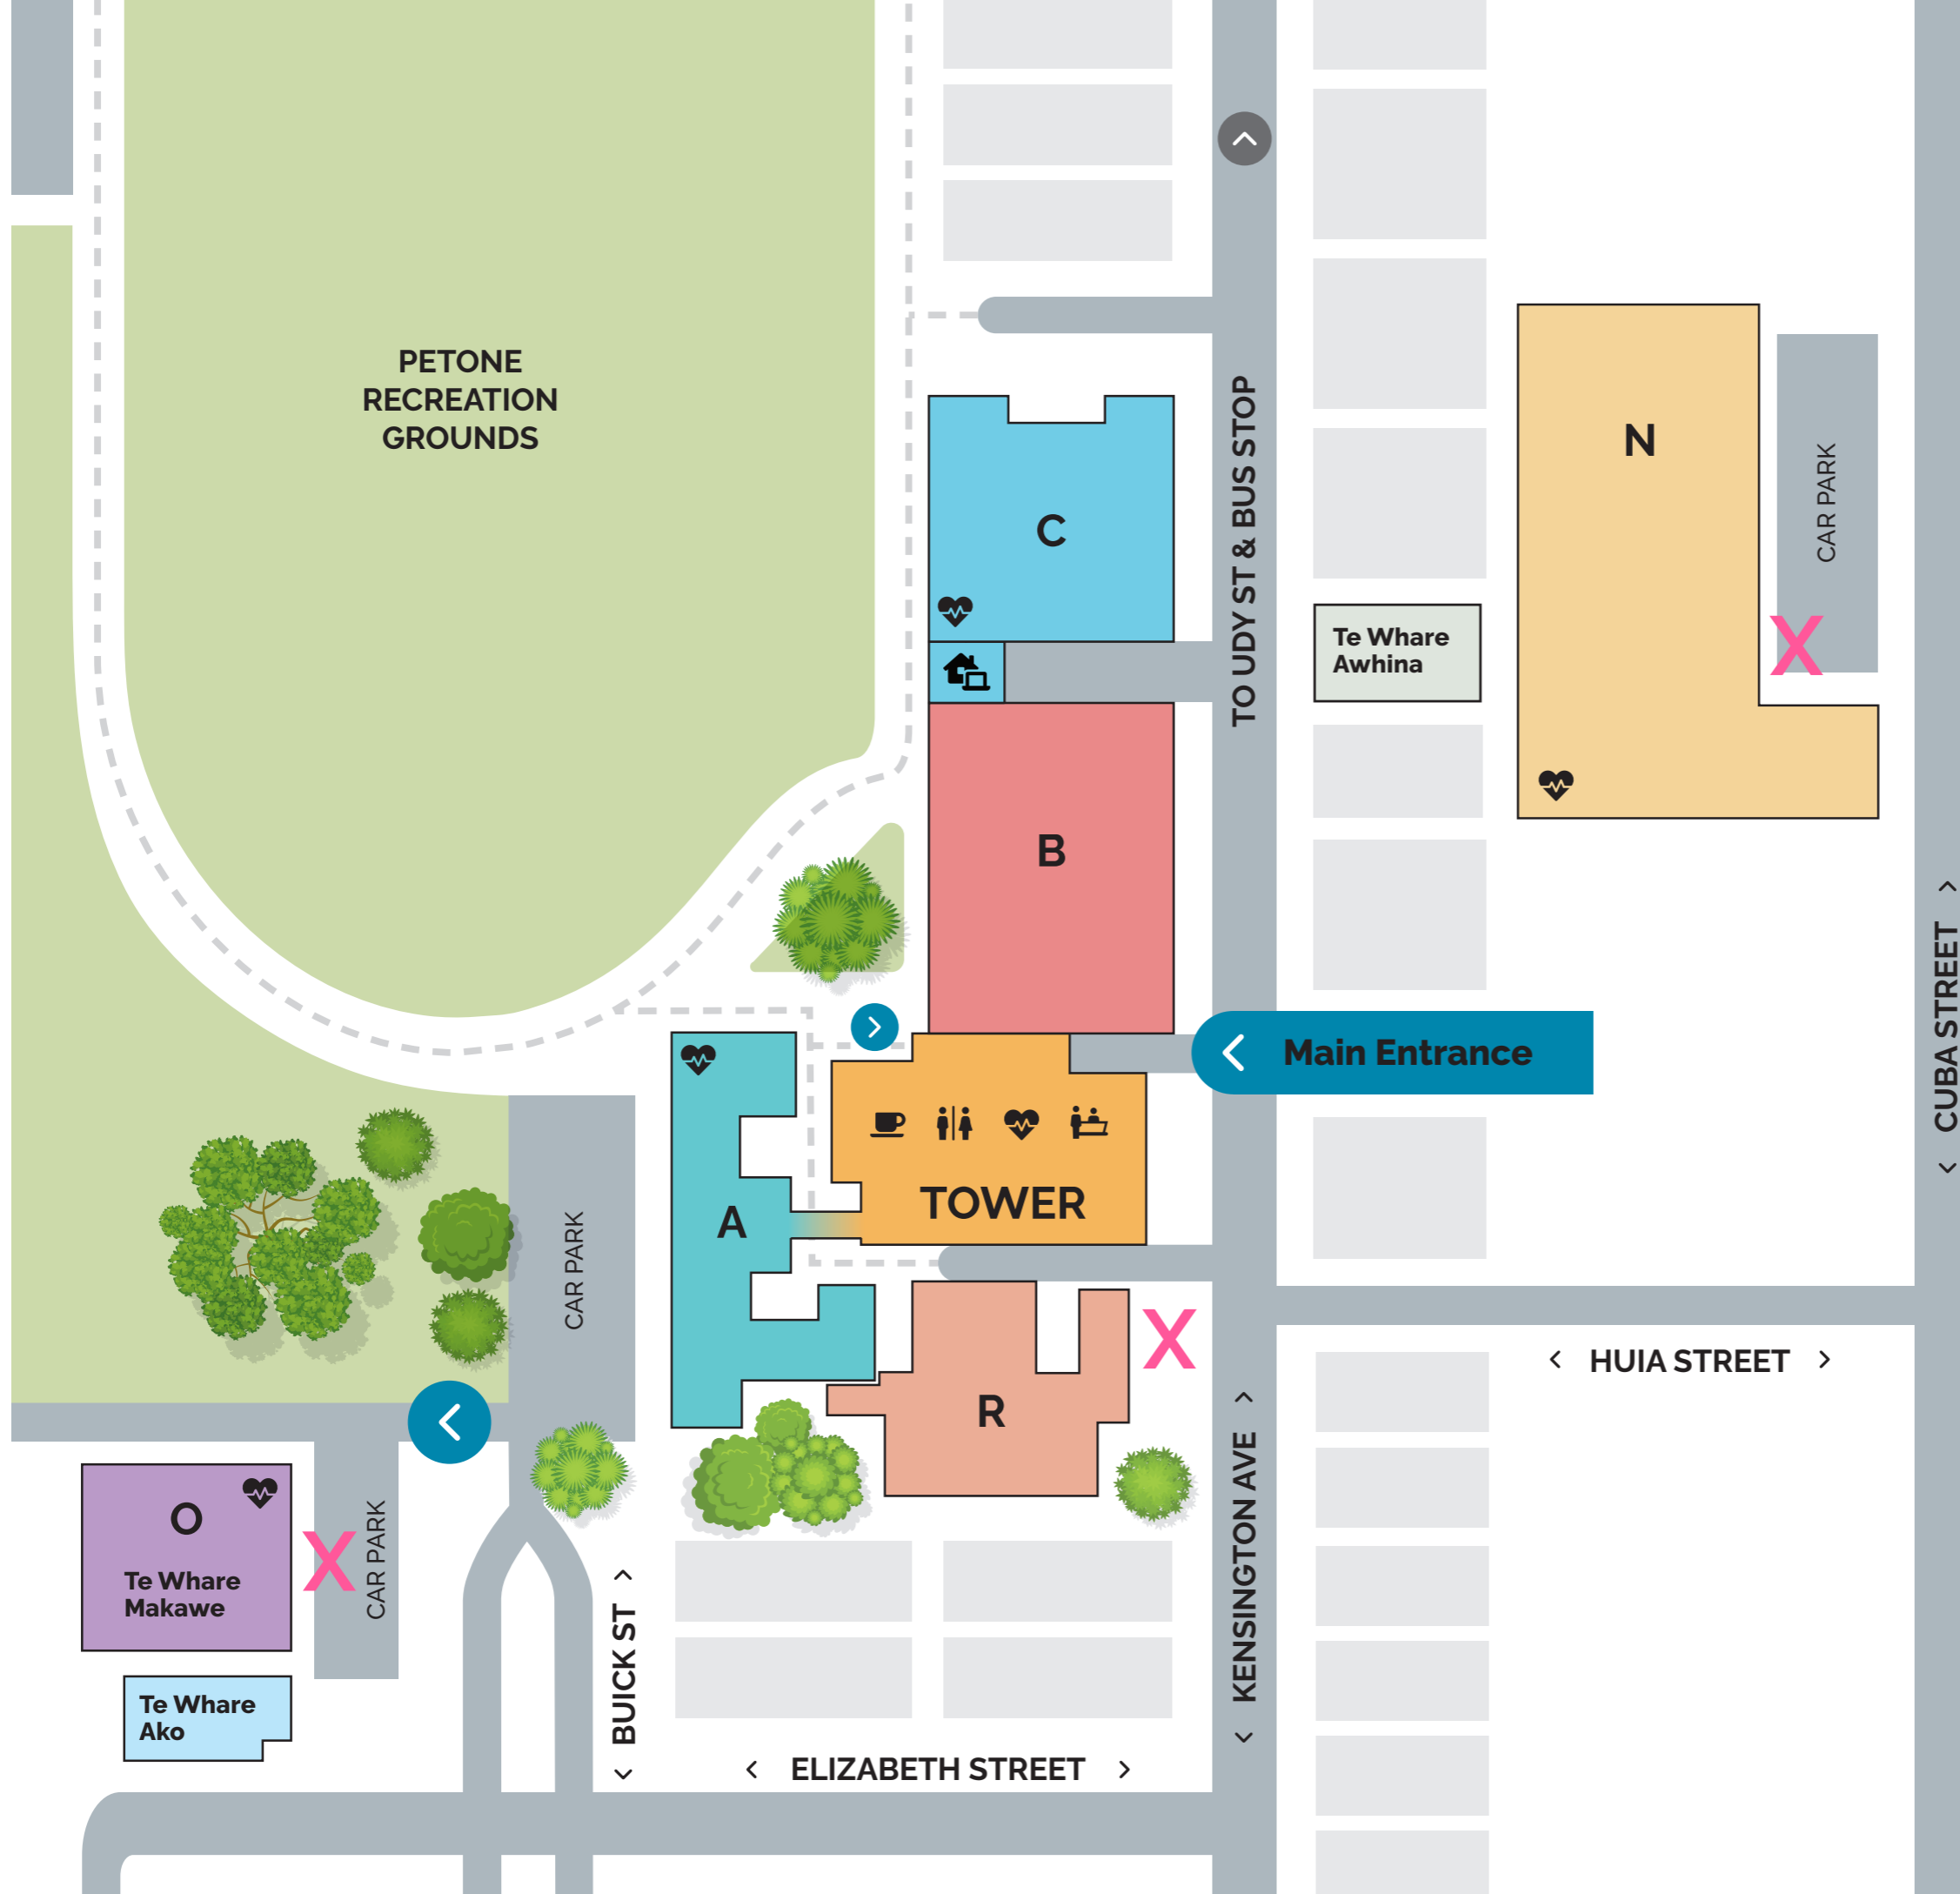 PETONE
RECREATION
GROUNDS
C
N
CAR PARK
TO UDY ST & BUS STOP
Te Whare
Awhina
X
B
CUBA STREET
Main Entrance
TOWER
A
CAR PARK
R
X
HUIA STREET
KENSINGTON AVE
O
Te Whare
Makawe
X
CAR PARK
Te Whare
Ako
BUICK ST
ELIZABETH STREET